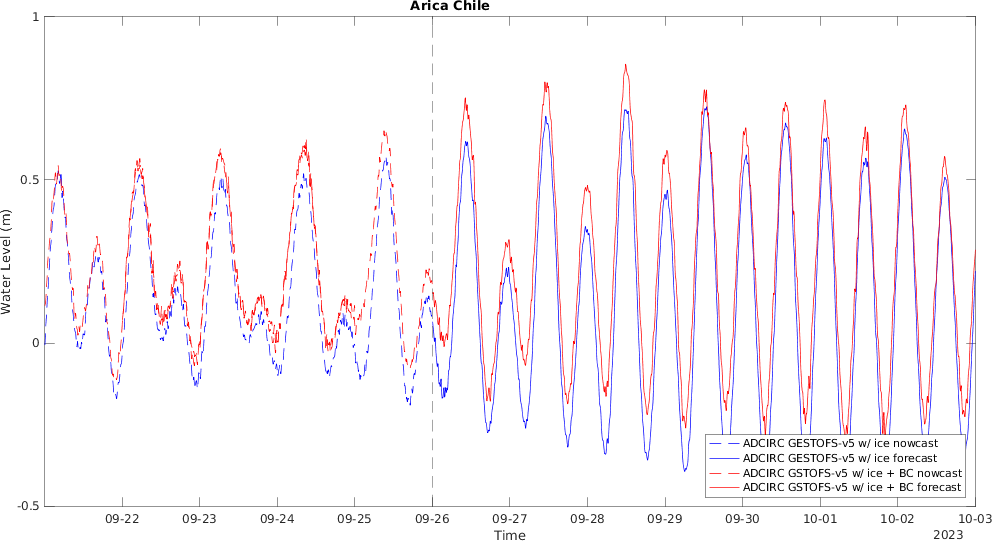 Arica Chile
1
0.5
0
-0.5
Water Level (m)
ADCIRC GESTOFS-v5 w/ ice nowcast
ADCIRC GESTOFS-v5 w/ ice forecast
ADCIRC GSTOFS-v5 w/ ice + BC nowcast
ADCIRC GSTOFS-v5 w/ ice + BC forecast
09-22 09-23 09-24 09-25 09-26 09-27 09-28 09-29 09-30 10-01 10-02 10-03
Time
2023